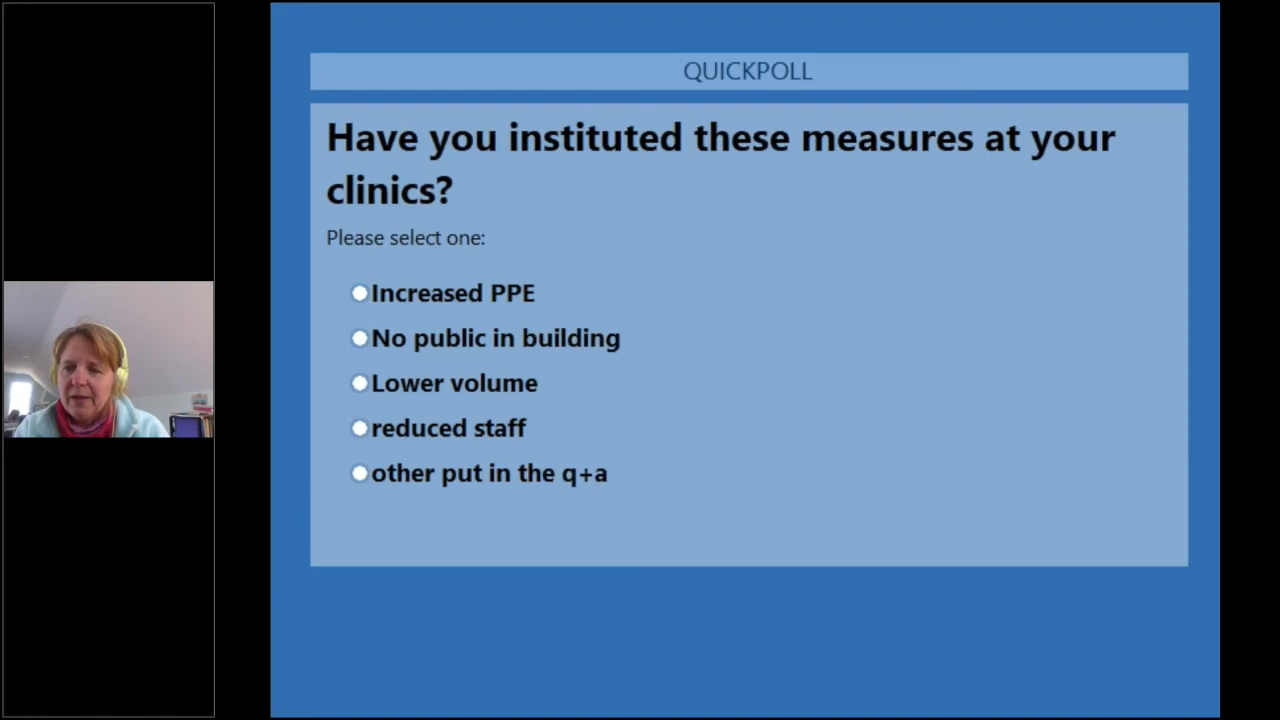 QUICKPOLL
Have you instituted these measures at your
clinics?
Please select one:
Increased PPE
No public in building
Lower volume
reduced staff
other put in the q+a